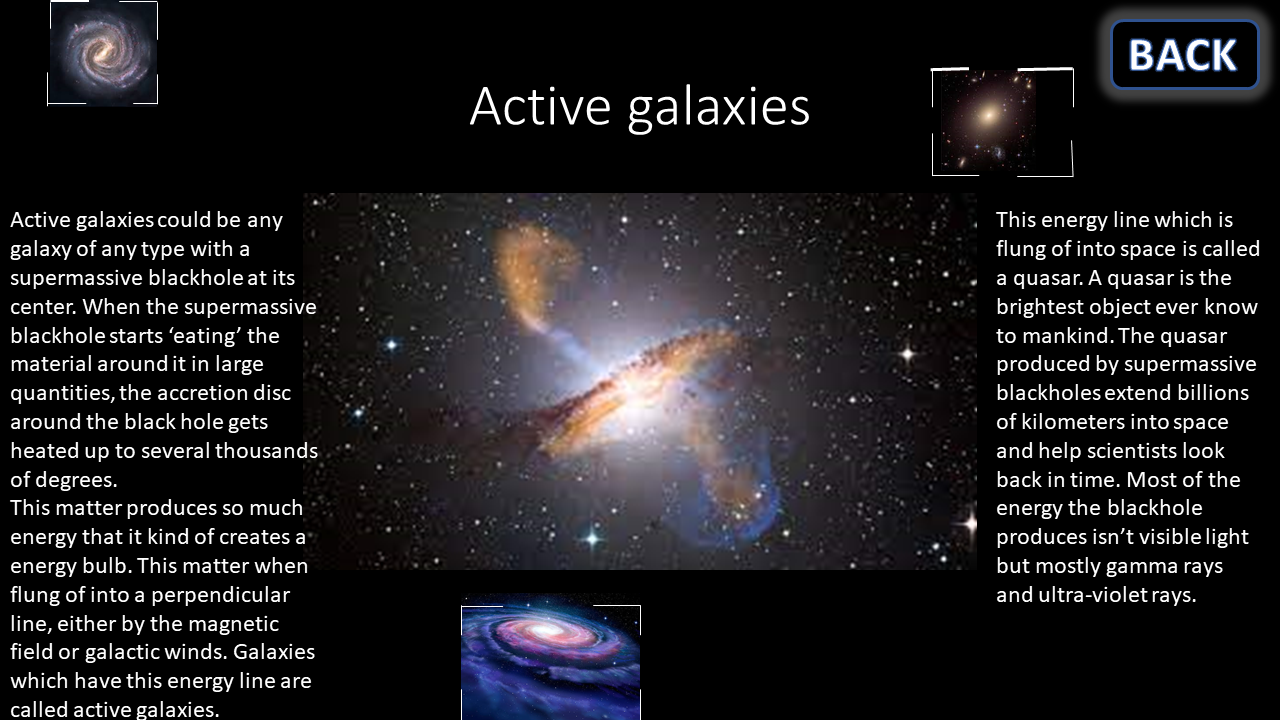 BACK
Active galaxies
Active galaxies could be any
galaxy of any type with a
supermassive blackhole at its
center. When the supermassive
blackhole starts ‘eating’ the
material around it in large
quantities, the accretion disc
around the black hole gets
heated up to several thousands
of degrees.
This matter produces so much
energy that it kind of creates a
energy bulb. This matter when
flung of into a perpendicular
line, either by the magnetic
field or galactic winds. Galaxies
which have this energy line are
called active galaxies.
This energy line which is
flung of into space is called
a quasar. A quasar is the
brightest object ever know
to mankind. The quasar
produced by supermassive
blackholes extend billions
of kilometers into space
and help scientists look
back in time. Most of the
energy the blackhole
produces isn’t visible light
but mostly gamma rays
and ultra-violet rays.